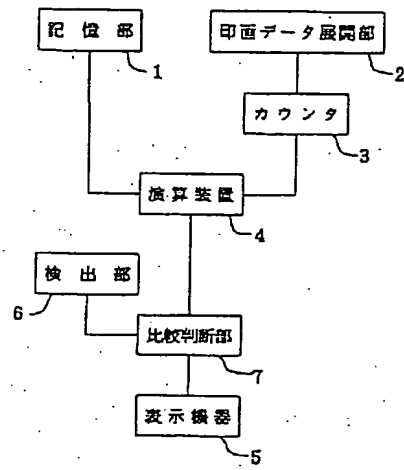 記憶部
1
印画データ展開部
2
カウンタ
3
演算装置
4
検出部
6
比較判断部
7
表示機器
5